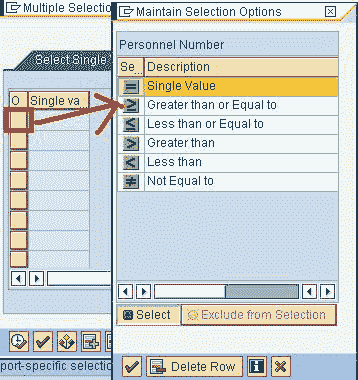 Multiple Selectio
Maintain Selection Options
Select Single
O Single va
Personnel Number
Se.. Description
Single Value
Greater than or Equal to
Less than or Equal to
Greater than
Less than
Not Equal to
Select
Exclude from Selection
Delete Row
port-specific selectio